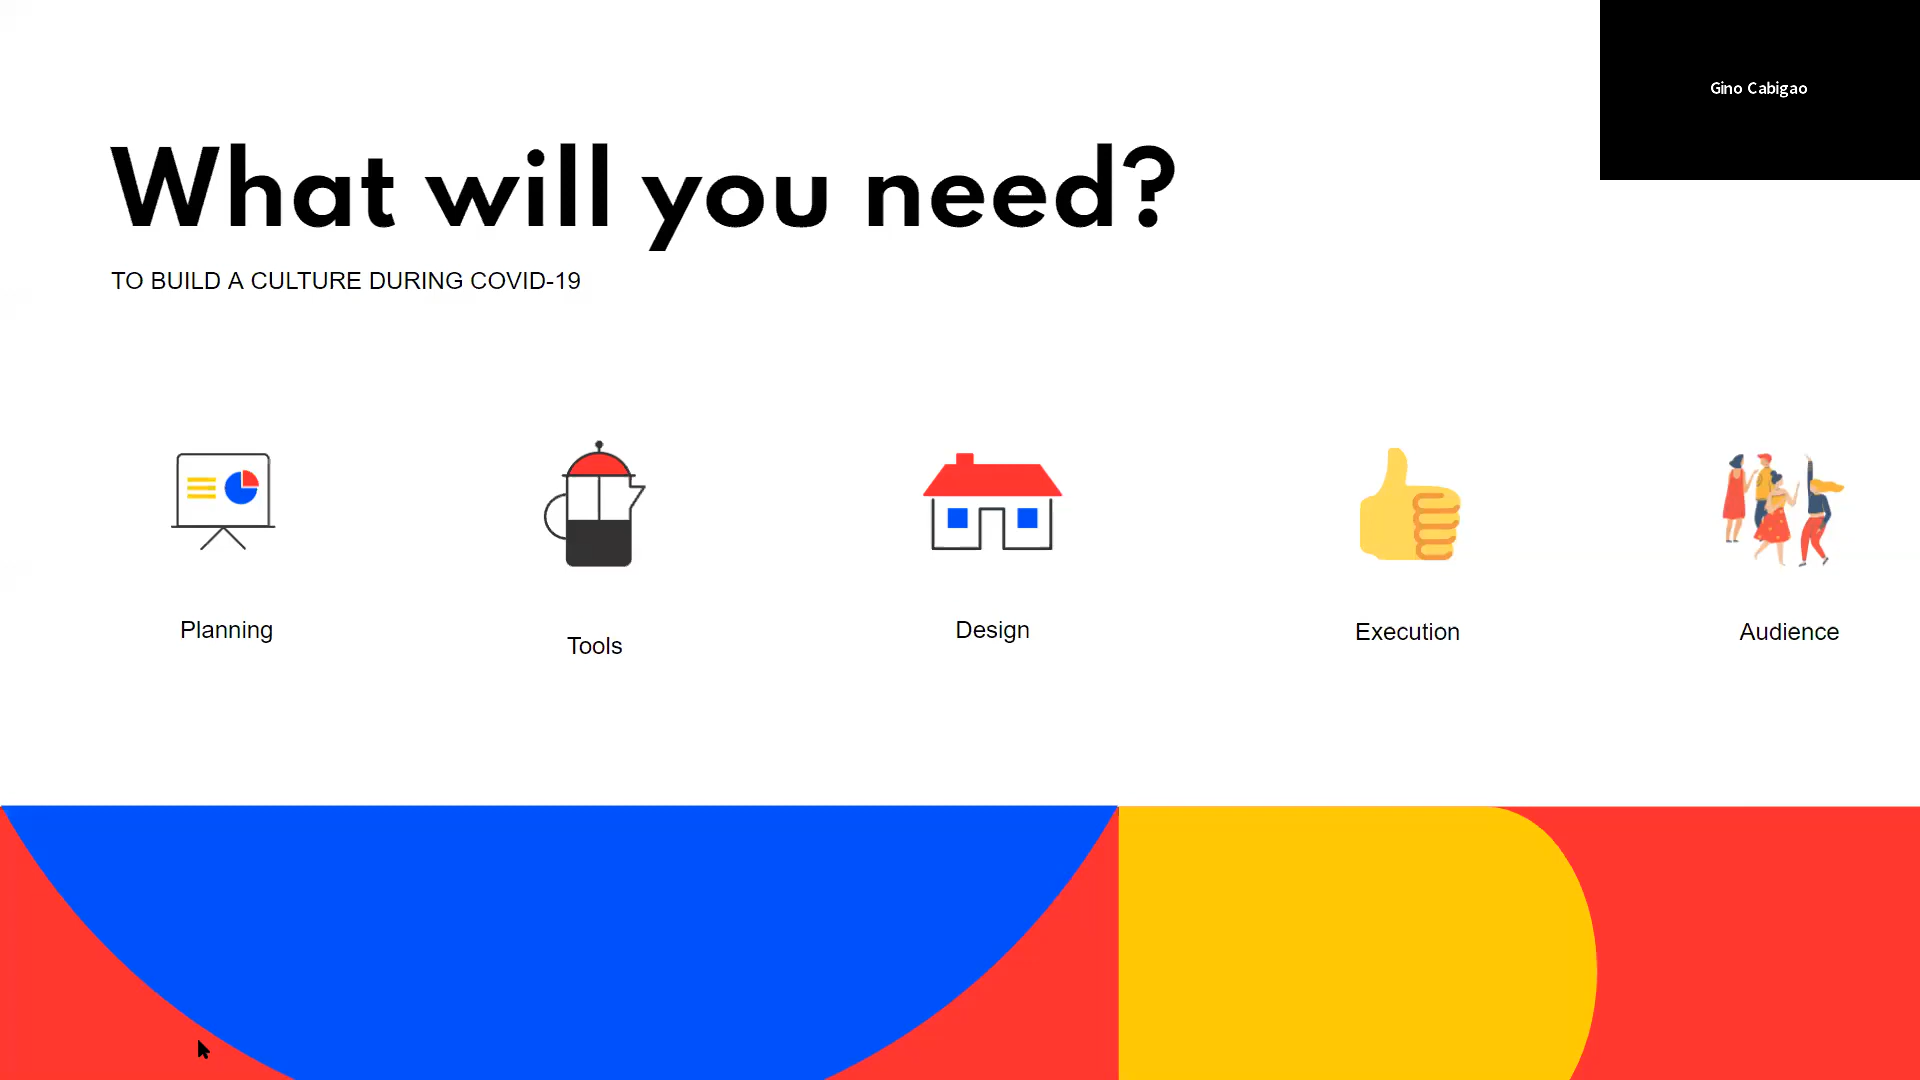 Gino Cabigao
What will you need?
TO BUILD A CULTURE DURING COVID-19
Planning
Tools
Design
Execution
Audience